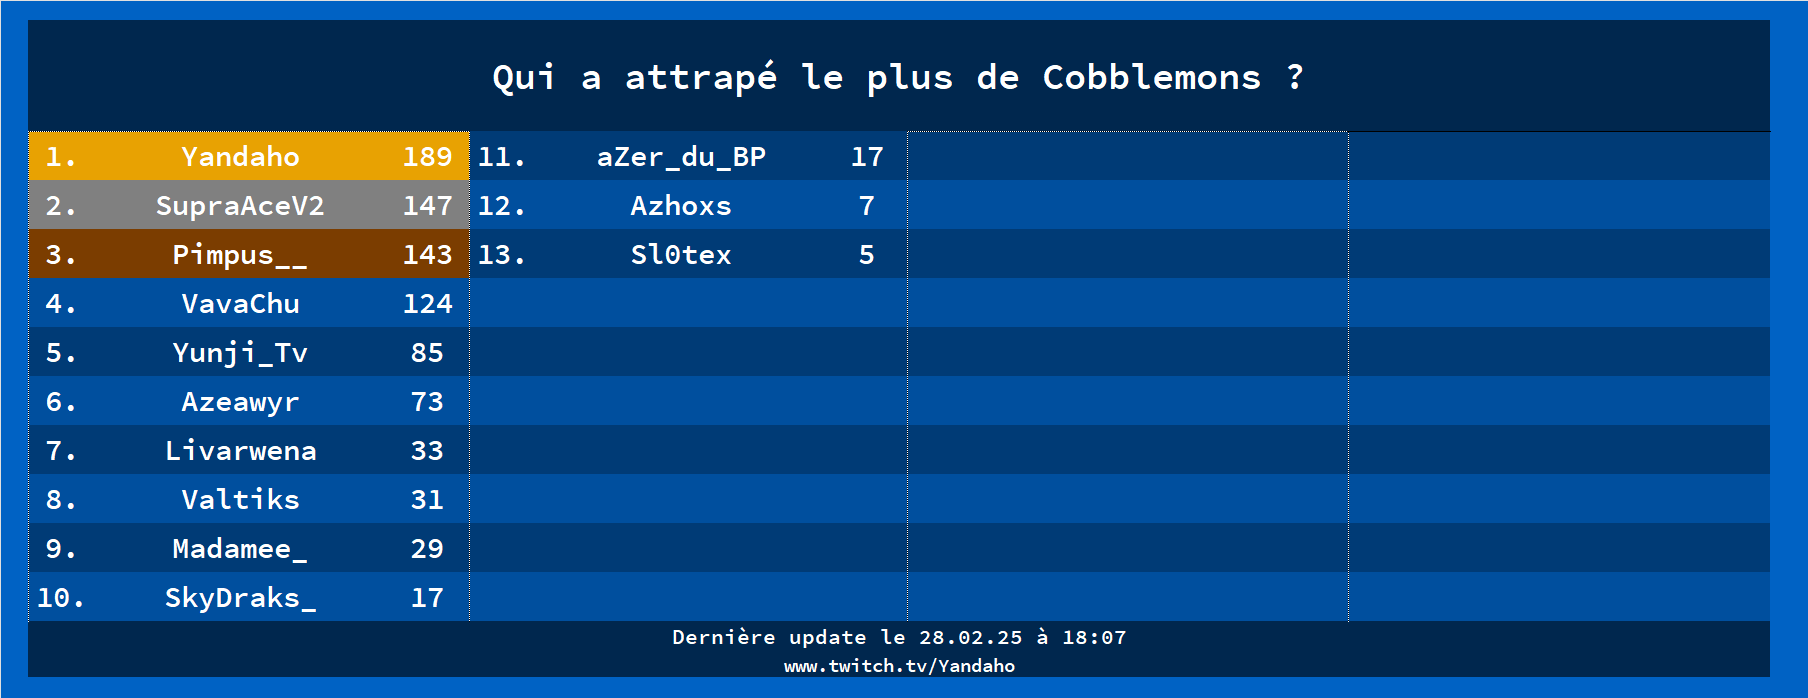 Qui a attrapé le plus de Cobblemons ?
1. Yandaho 189
2. SupraAceV2 147
3. Pimpus__ 143
4. VavaChu 124
5. Yunji_Tv 85
6. Azeawyr 73
7. Livarwena 33
8. Valtiks 31
9. Madamee_ 29
10. SkyDraks_ 17
11. aZer_du_BP 17
12. Azhoxs 7
13. Sl0tex 5
Dernière update le 28.02.25 à 18:07
www.twitch.tv/Yandaho